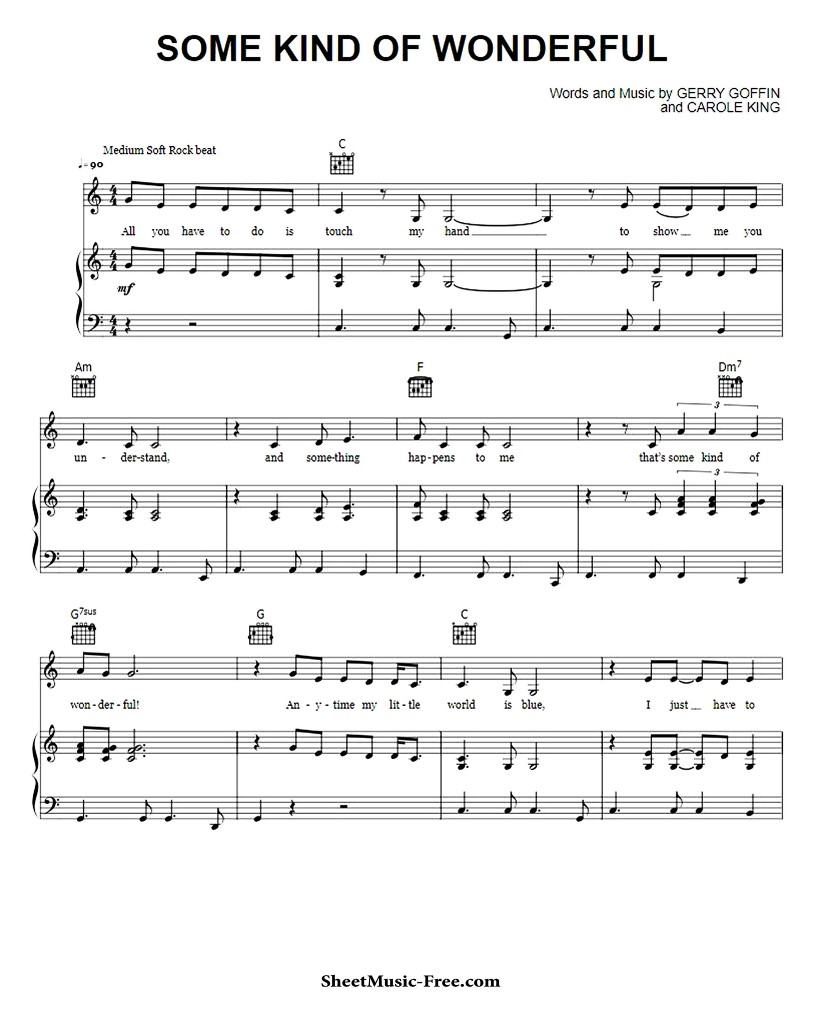 SOME KIND OF WONDERFUL
Words and Music by GERRY GOFFIN
and CAROLE KING
Medium Soft Rock beat
♩= 90
C
All you have to do is touch my hand to show me you
mf
Am F Dm7
un - der-stand, and some-thing hap-pens to me that's some kind of
3
3
G7sus G C
won-der-ful! An-y-time my lit-tle world is blue, I just have to
SheetMusic-Free.com